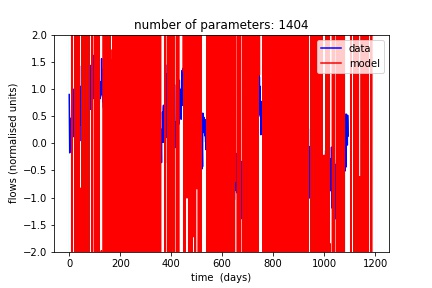 number of parameters: 1404
2.0
1.5
1.0
0.5
0.0
−0.5
−1.0
−1.5
−2.0
flows (normalised units)
data
model
0 200 400 600 800 1000 1200
time (days)